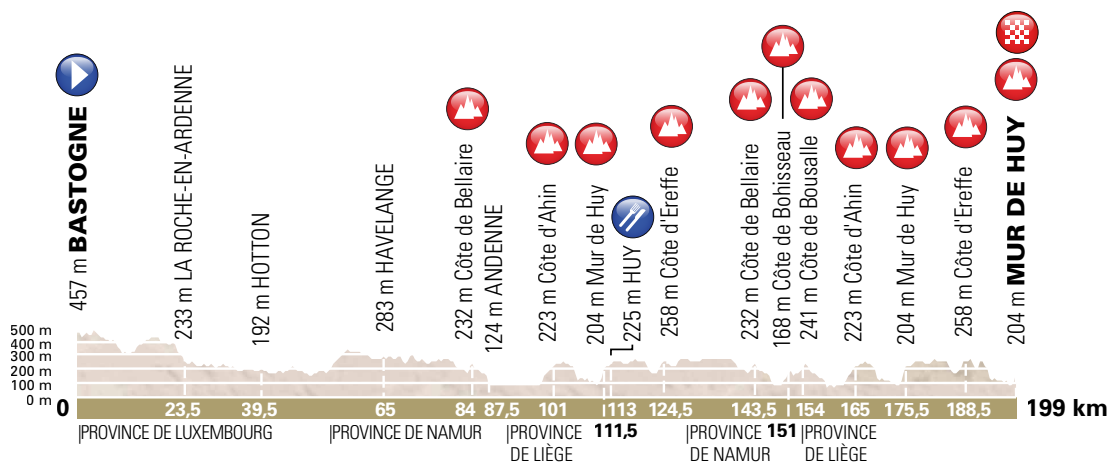 457 m BASTOGNE
233 m LA ROCHE-EN-ARDENNE
192 m HOTTON
283 m HAVELANGE
232 m Côte de Bellaire
124 m ANDENNE
223 m Côte d'Ahin
204 m Mur de Huy
225 m HUY
258 m Côte d'Ereffe
232 m Côte de Bellaire
168 m Côte de Bohisseau
241 m Côte de Bousalle
223 m Côte d'Ahin
204 m Mur de Huy
258 m Côte d'Ereffe
204 m MUR DE HUY
500 m
400 m
300 m
200 m
100 m
0 m
0 23,5 39,5 65 84 87,5 101 113 124,5 143,5 154 165 175,5 188,5 199 km
PROVINCE DE LUXEMBOURG PROVINCE DE NAMUR PROVINCE 111,5 PROVINCE 151 PROVINCE
DE LIÈGE DE NAMUR DE LIÈGE